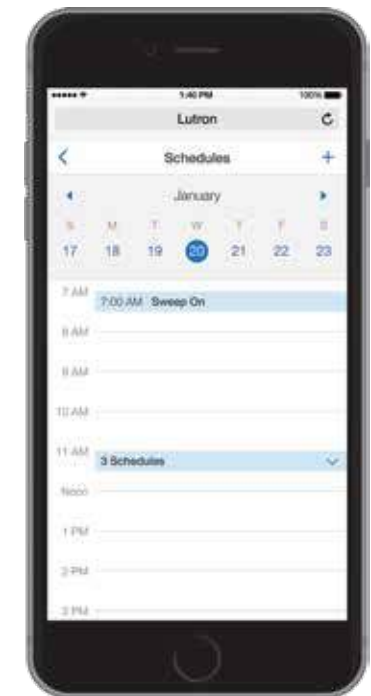 1:40 PM 100%
Lutron
Schedules
January
S M T W T F S
17 18 19 20 21 22 23
7 AM
7:00 AM Sweep On
8 AM
9 AM
10 AM
11 AM
3 Schedules
Noon
1 PM
2 PM
3 PM